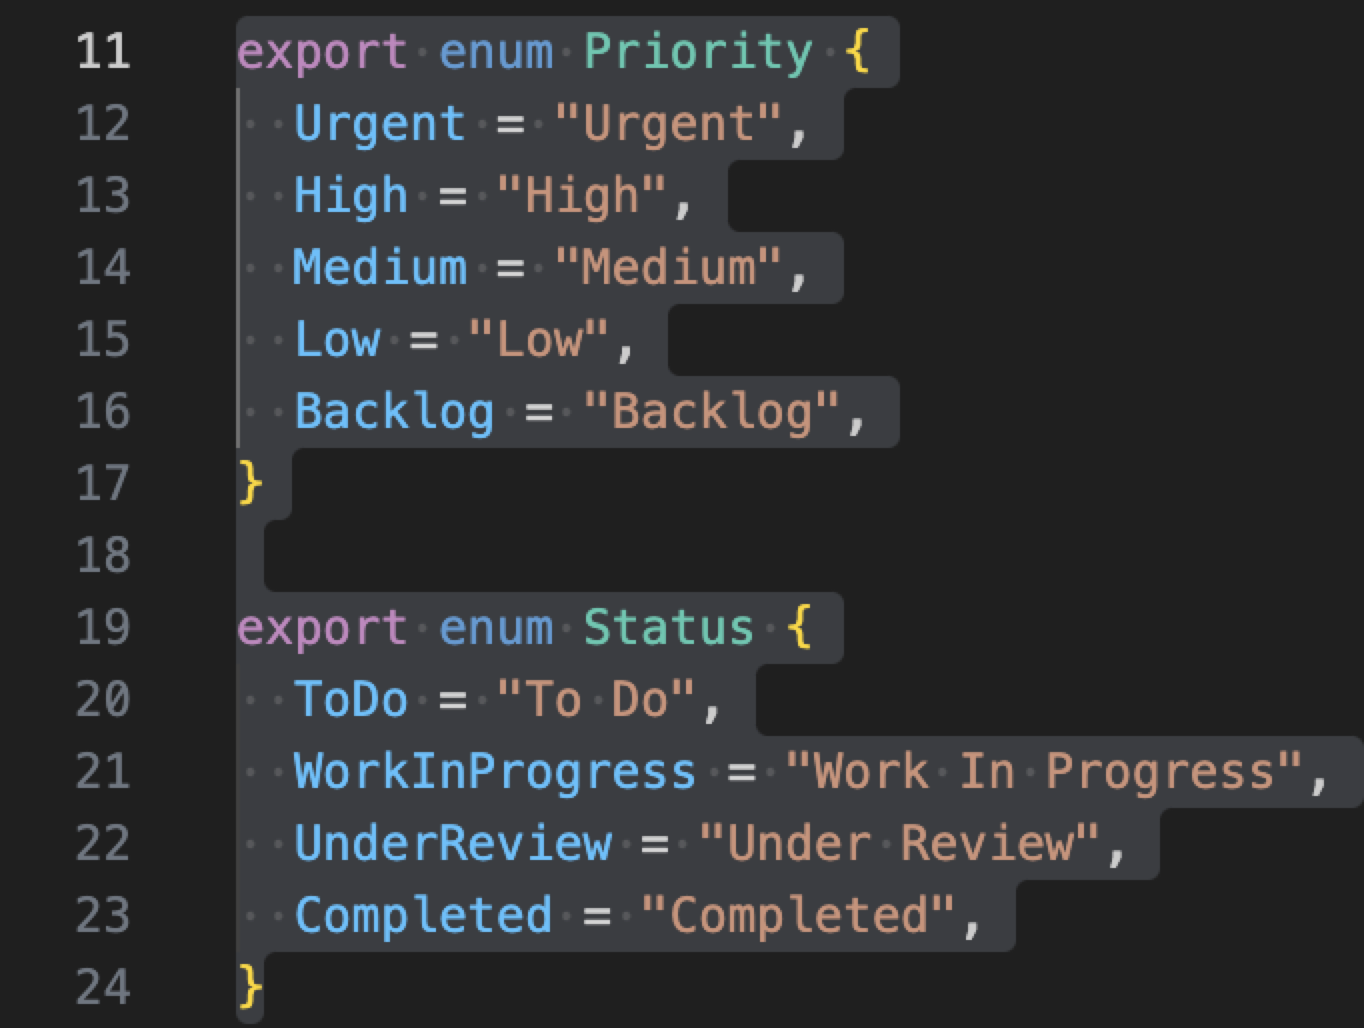 11 export enum Priority {
12   Urgent = "Urgent",
13   High = "High",
14   Medium = "Medium",
15   Low = "Low",
16   Backlog = "Backlog",
17 }
18
19 export enum Status {
20   ToDo = "To Do",
21   WorkInProgress = "Work In Progress",
22   UnderReview = "Under Review",
23   Completed = "Completed",
24 }